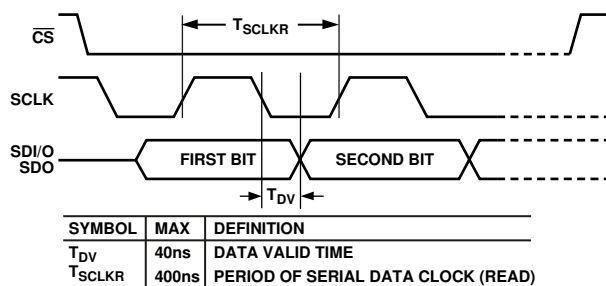 CS
T_SCLKR
SCLK
SDI/O
SDO
FIRST BIT
SECOND BIT
T_DV
SYMBOL MAX DEFINITION
T_DV 40ns DATA VALID TIME
T_SCLKR 400ns PERIOD OF SERIAL DATA CLOCK (READ)